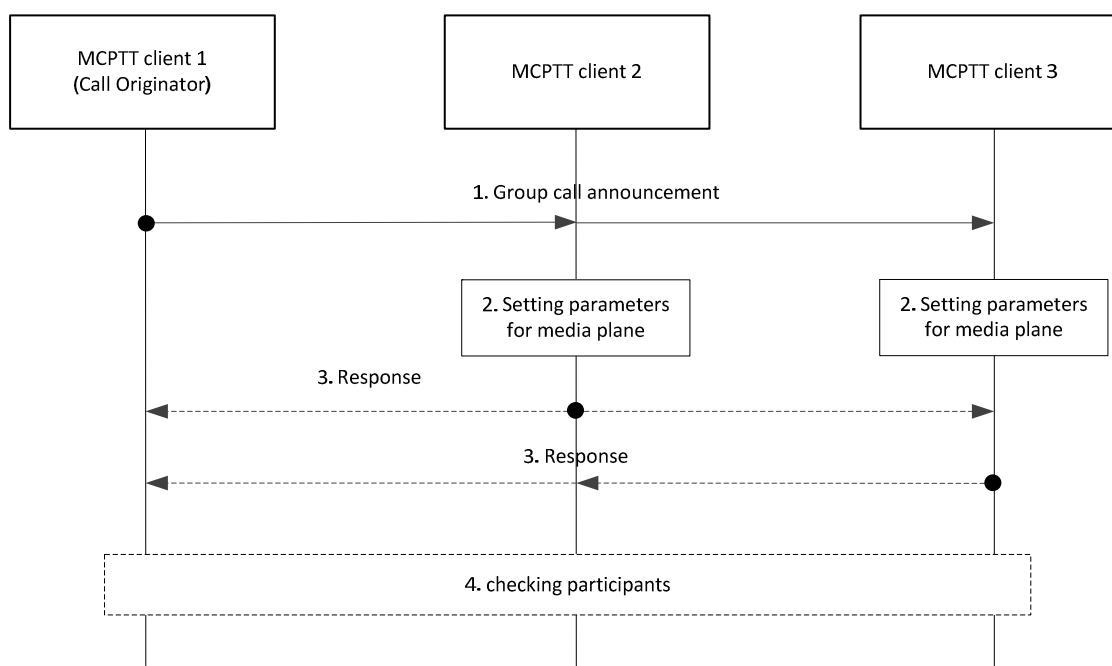 MCPTT client 1
(Call Originator)
MCPTT client 2
MCPTT client 3
1. Group call announcement
2. Setting parameters
for media plane
2. Setting parameters
for media plane
3. Response
3. Response
4. checking participants